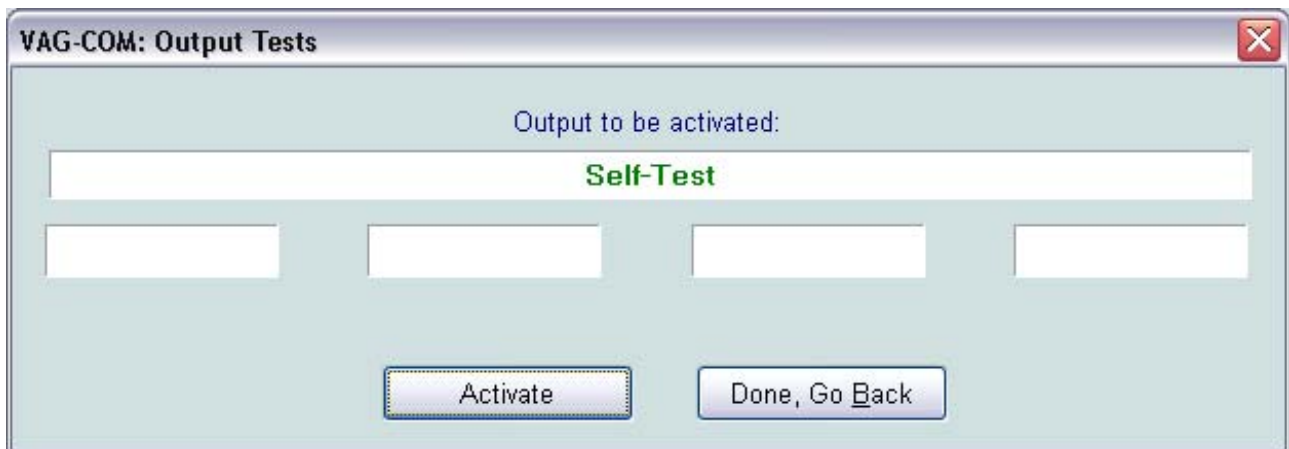 VAG-COM: Output Tests
Output to be activated:
Self-Test
Activate
Done, Go Back